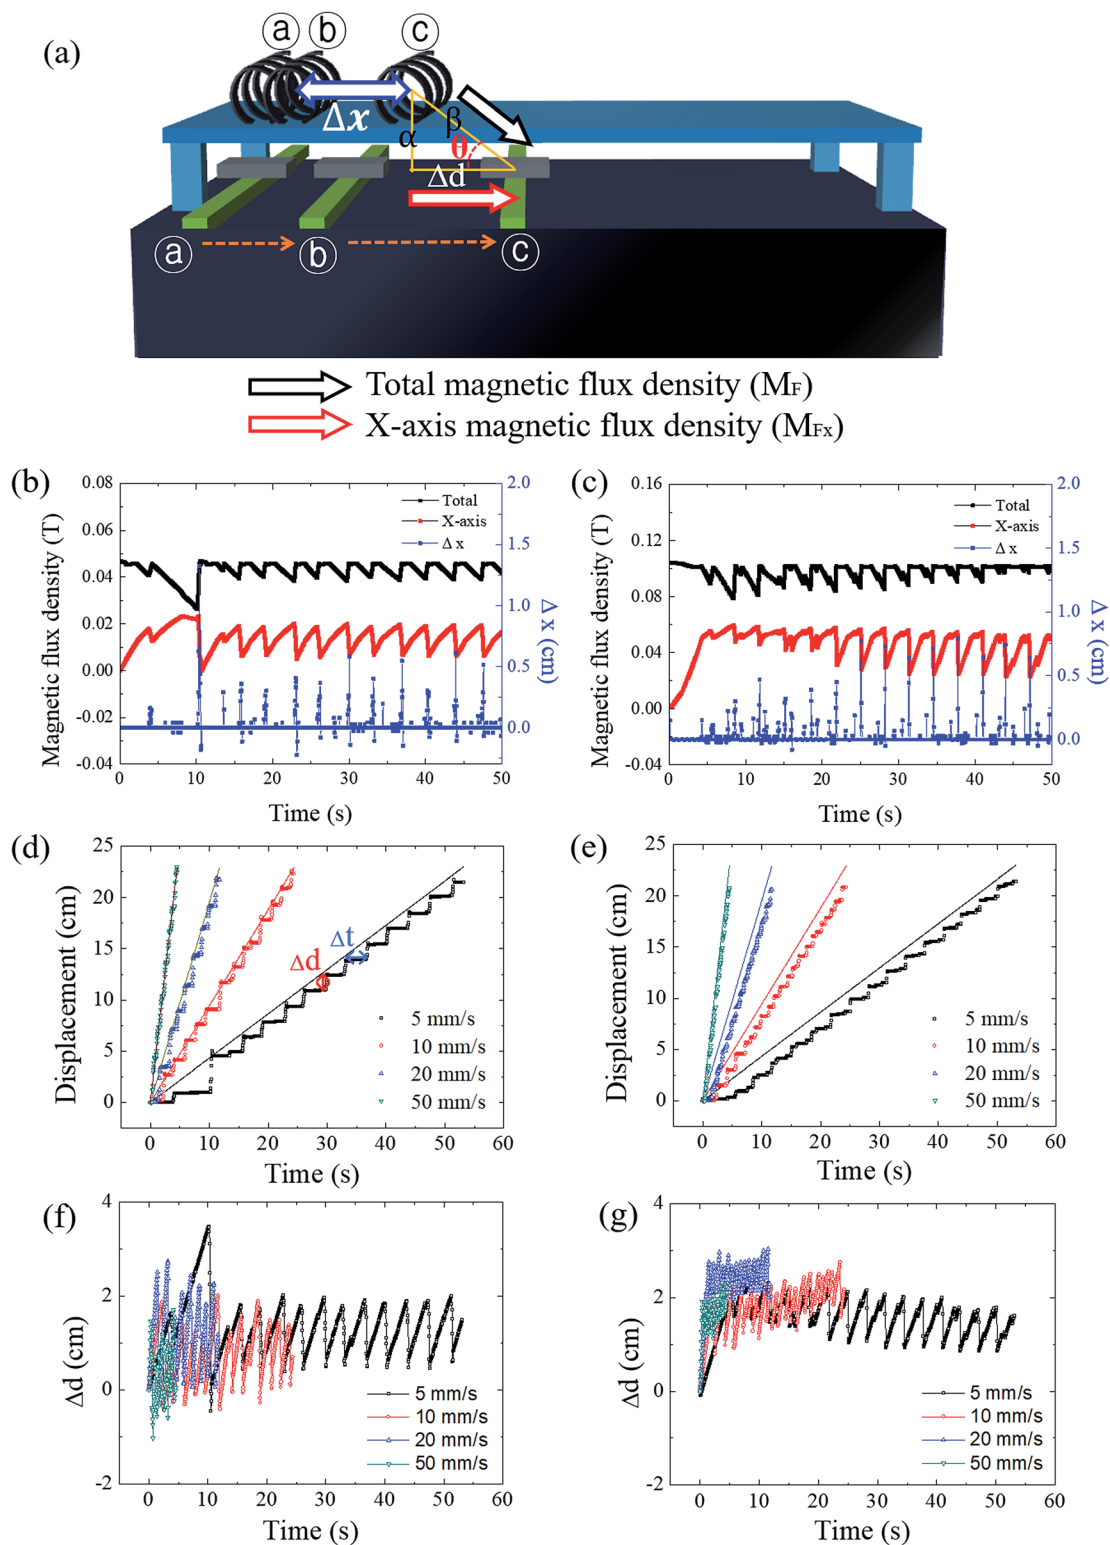 (a)
ⓐ ⓑ ⓒ
Δx
α β θ
Δd
ⓐ ⓑ ⓒ
Total magnetic flux density (MF)
X-axis magnetic flux density (MFx)
(b)
Magnetic flux density (T)
0.08
0.06
0.04
0.02
0.00
-0.02
-0.04
Total
X-axis
Δ x
2.0
1.5
1.0
0.5
0.0
Δ x (cm)
0 10 20 30 40 50
Time (s)
(c)
Magnetic flux density (T)
0.16
0.12
0.08
0.04
0.00
-0.04
Total
X-axis
Δ x
2.0
1.5
1.0
0.5
0.0
Δ x (cm)
0 10 20 30 40 50
Time (s)
(d)
Displacement (cm)
25
20
15
10
5
0
Δt
Δd
5 mm/s
10 mm/s
20 mm/s
50 mm/s
0 10 20 30 40 50 60
Time (s)
(e)
Displacement (cm)
25
20
15
10
5
0
5 mm/s
10 mm/s
20 mm/s
50 mm/s
0 10 20 30 40 50 60
Time (s)
(f)
Δd (cm)
4
2
0
-2
5 mm/s
10 mm/s
20 mm/s
50 mm/s
0 10 20 30 40 50 60
Time (s)
(g)
Δd (cm)
4
2
0
-2
5 mm/s
10 mm/s
20 mm/s
50 mm/s
0 10 20 30 40 50 60
Time (s)